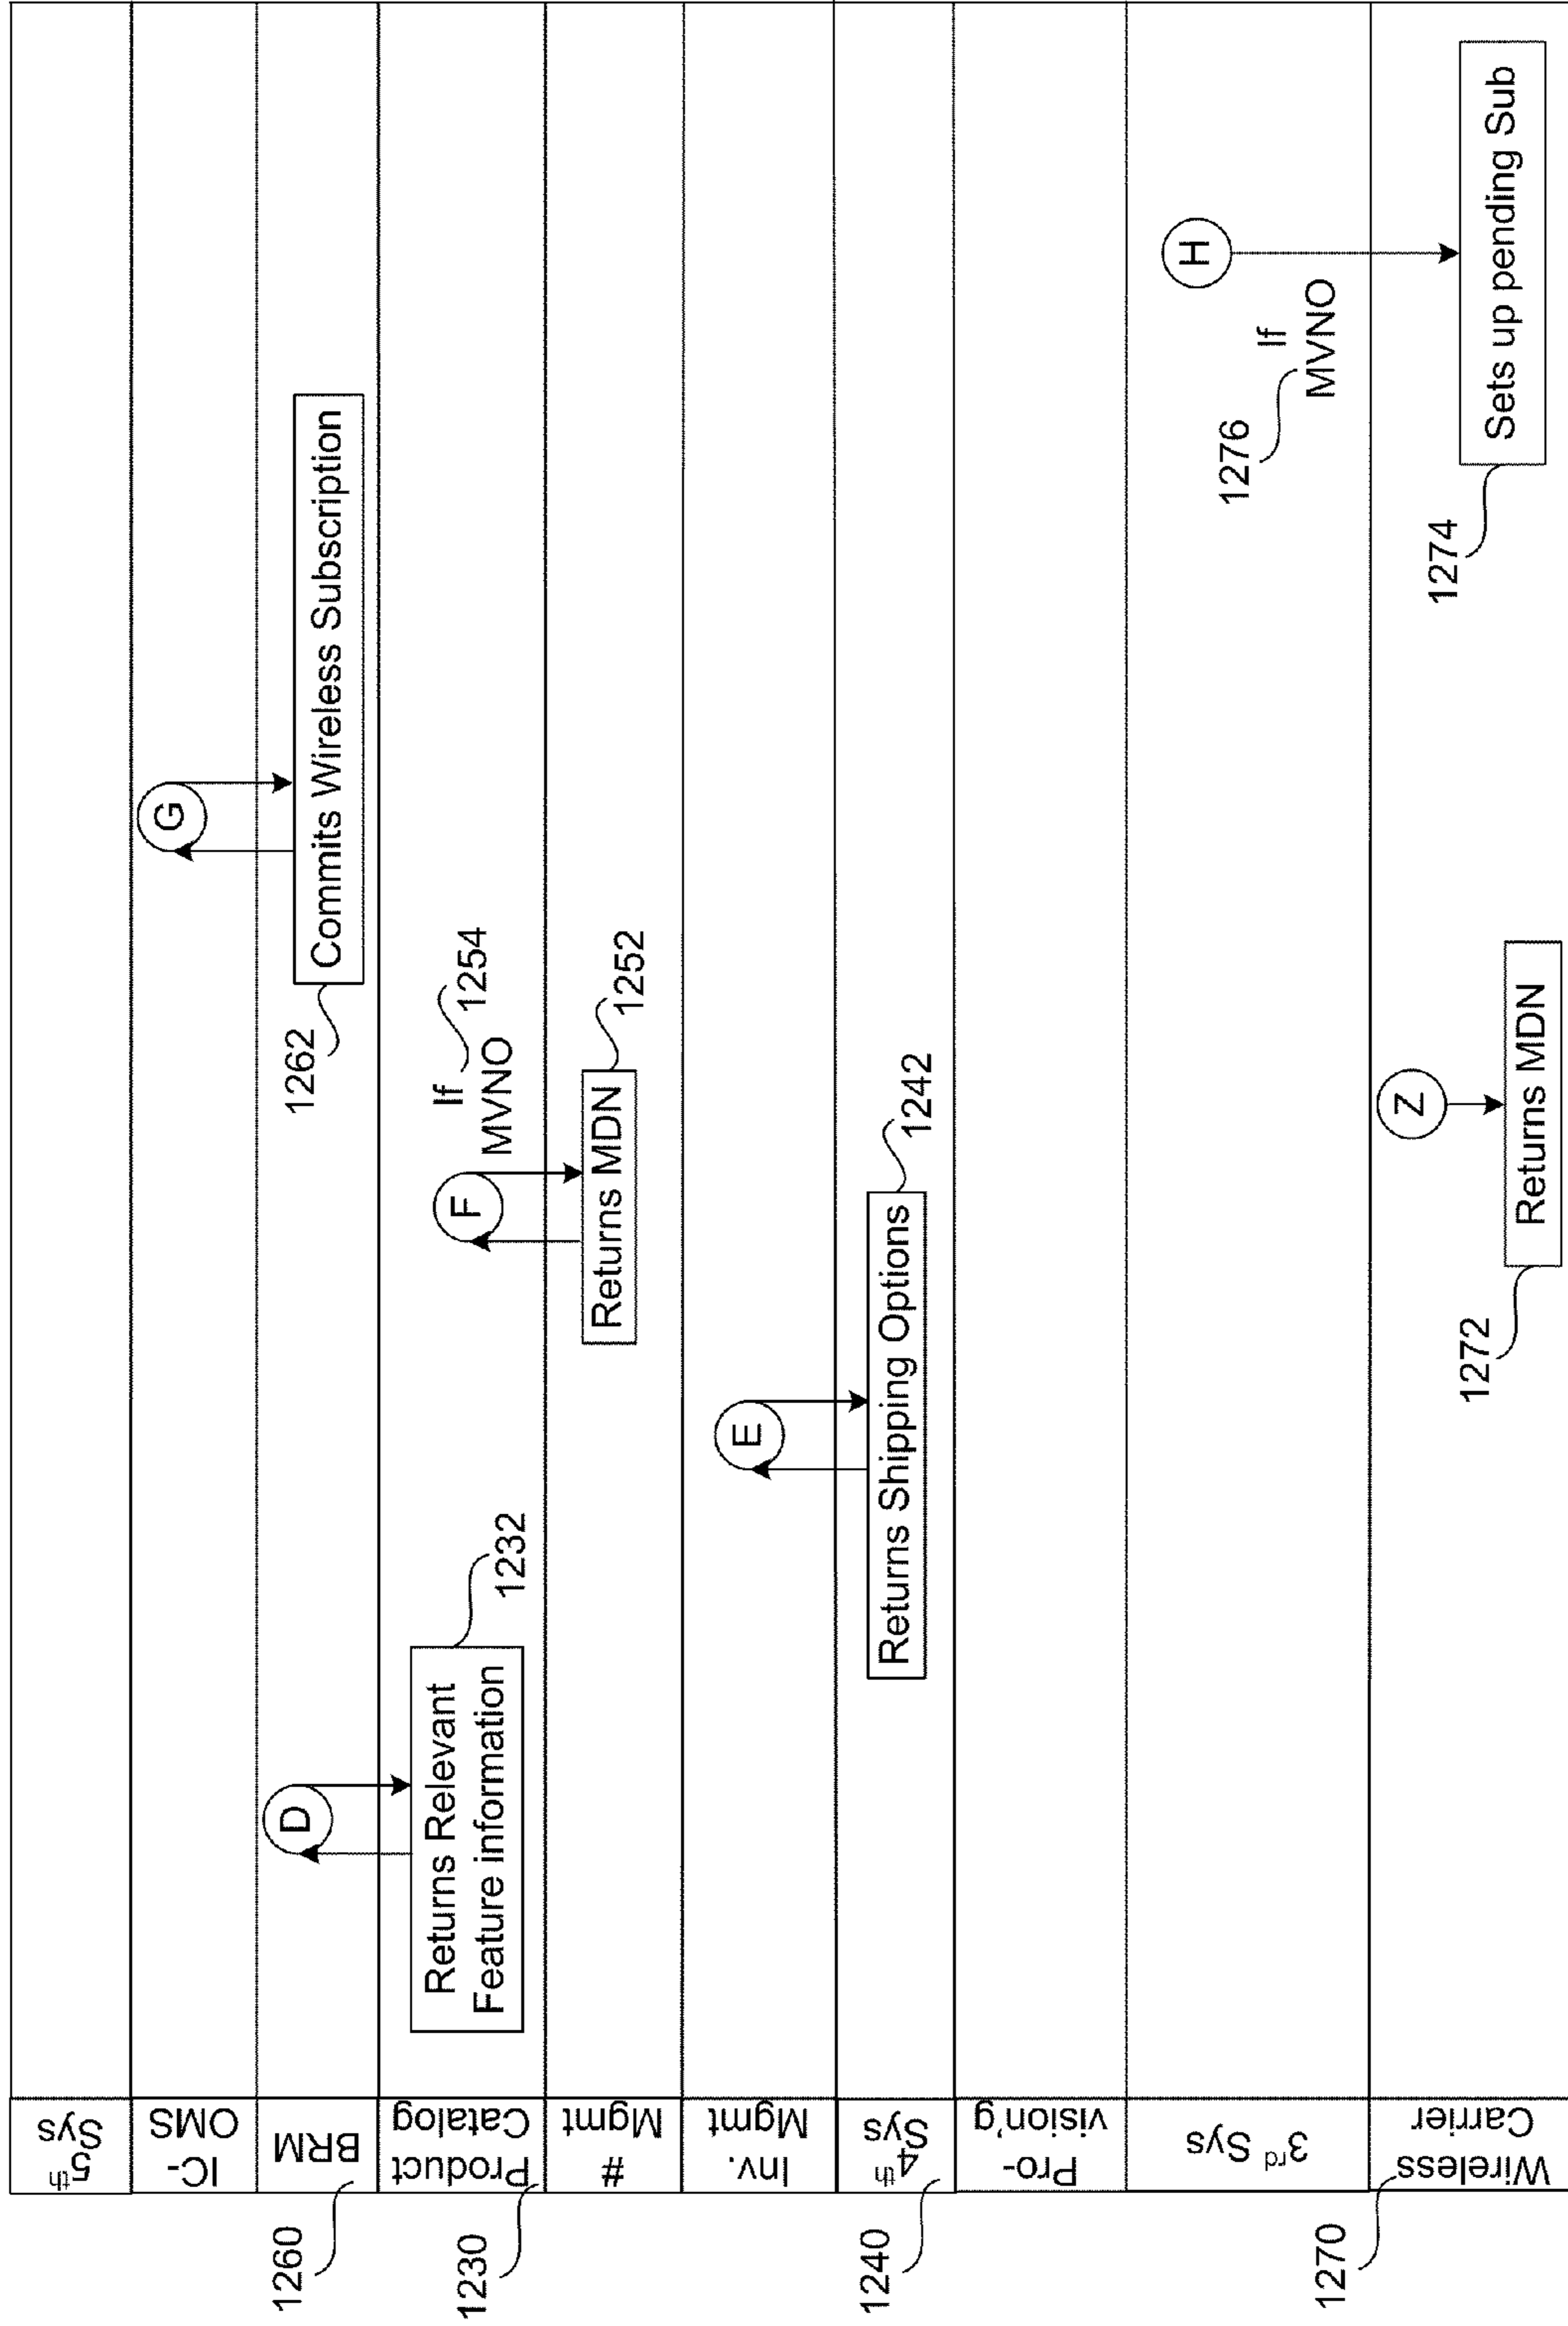 5th
Sys
IC-
OMS
1260
BRM
G
1262
Commits Wireless Subscription
1230
Product
Catalog
D
Returns Relevant
Feature information
1232
F
If
MVNO
1254
#
Mgmt
Returns MDN
1252
Inv.
Mgmt
E
1240
4th
Sys
Returns Shipping Options
1242
Pro-
vision'g
3rd Sys
1276
If
MVNO
H
1270
Wireless
Carrier
1272
Z
Returns MDN
1274
Sets up pending Sub